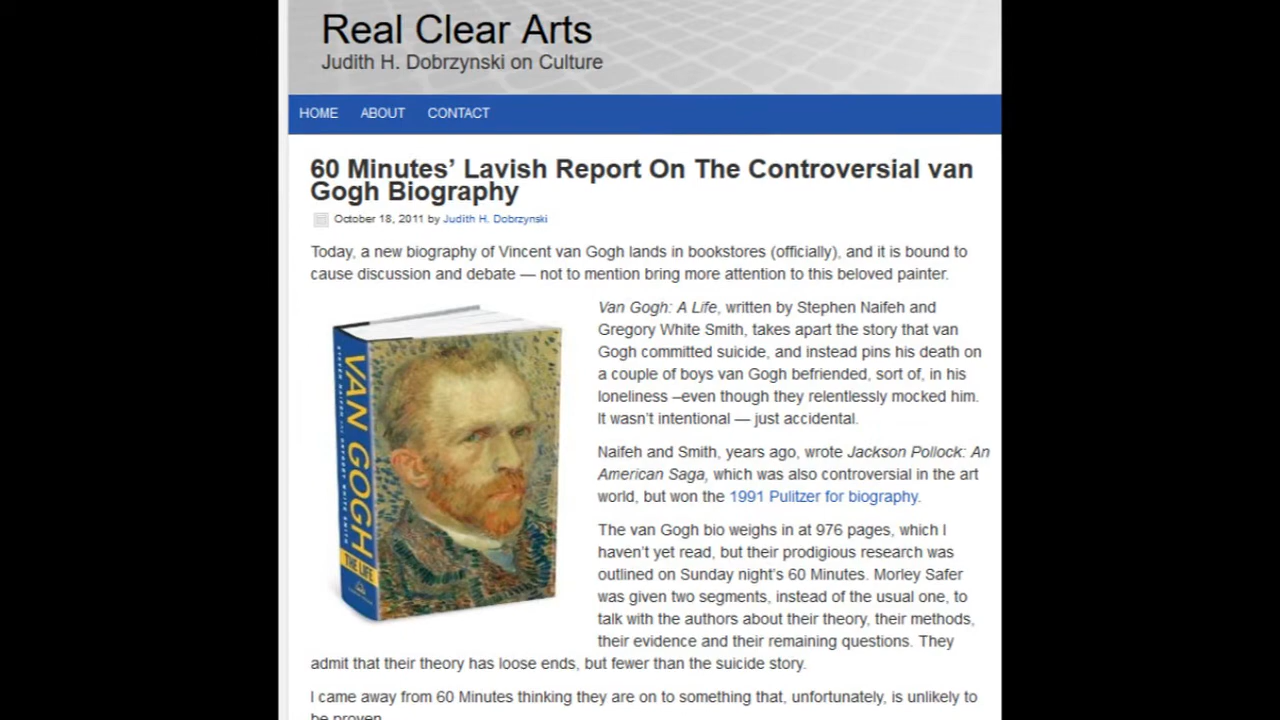 Real Clear Arts
Judith H. Dobrzynski on Culture
HOME ABOUT CONTACT
60 Minutes’ Lavish Report On The Controversial van
Gogh Biography
October 18, 2011 by Judith H. Dobrzynski
Today, a new biography of Vincent van Gogh lands in bookstores (officially), and it is bound to
cause discussion and debate — not to mention bring more attention to this beloved painter.
VAN GOGH
THE LIFE
STEVEN NAIFEH AND GREGORY WHITE SMITH
Van Gogh: A Life, written by Stephen Naifeh and
Gregory White Smith, takes apart the story that van
Gogh committed suicide, and instead pins his death on
a couple of boys van Gogh befriended, sort of, in his
loneliness –even though they relentlessly mocked him.
It wasn’t intentional — just accidental.
Naifeh and Smith, years ago, wrote Jackson Pollock: An
American Saga, which was also controversial in the art
world, but won the 1991 Pulitzer for biography.
The van Gogh bio weighs in at 976 pages, which I
haven’t yet read, but their prodigious research was
outlined on Sunday night’s 60 Minutes. Morley Safer
was given two segments, instead of the usual one, to
talk with the authors about their theory, their methods,
their evidence and their remaining questions. They
admit that their theory has loose ends, but fewer than the suicide story.
I came away from 60 Minutes thinking they are on to something that, unfortunately, is unlikely to
be proven